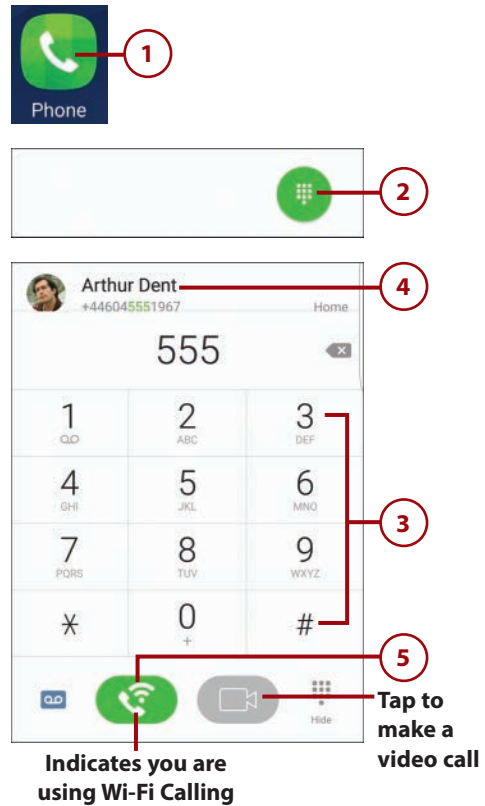 1
Phone
2
Arthur Dent
4
+446045551967
Home
555
1
2
3
ABC
DEF
4
5
6
GHI
JKL
MNO
3
7
8
9
PQRS
TUV
WXYZ
*
0
#
+
5
Hide
Tap to
make a
video call
Indicates you are
using Wi-Fi Calling